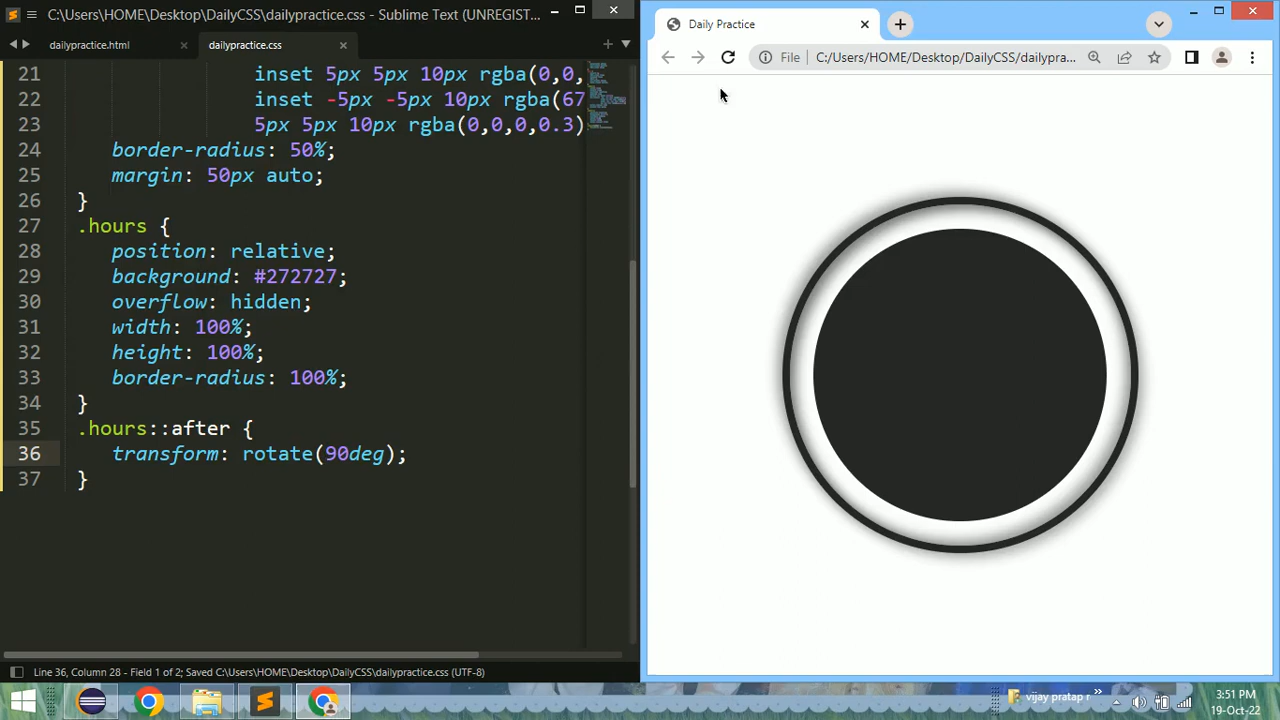 C:\Users\HOME\Desktop\DailyCSS\dailypractice.css - Sublime Text (UNREGIST...
dailypractice.html
dailypractice.css
21 inset 5px 5px 10px rgba(0,0,
22 inset -5px -5px 10px rgba(67
23 5px 5px 10px rgba(0,0,0,0.3)
24 border-radius: 50%;
25 margin: 50px auto;
26 }
27 .hours {
28 position: relative;
29 background: #272727;
30 overflow: hidden;
31 width: 100%;
32 height: 100%;
33 border-radius: 100%;
34 }
35 .hours::after {
36 transform: rotate(90deg);
37 }
Line 36, Column 28 - Field 1 of 2; Saved C:\Users\HOME\Desktop\DailyCSS\dailypractice.css (UTF-8)
Daily Practice
File C:/Users/HOME/Desktop/DailyCSS/dailypra...
vijay pratap r
3:51 PM
19-Oct-22